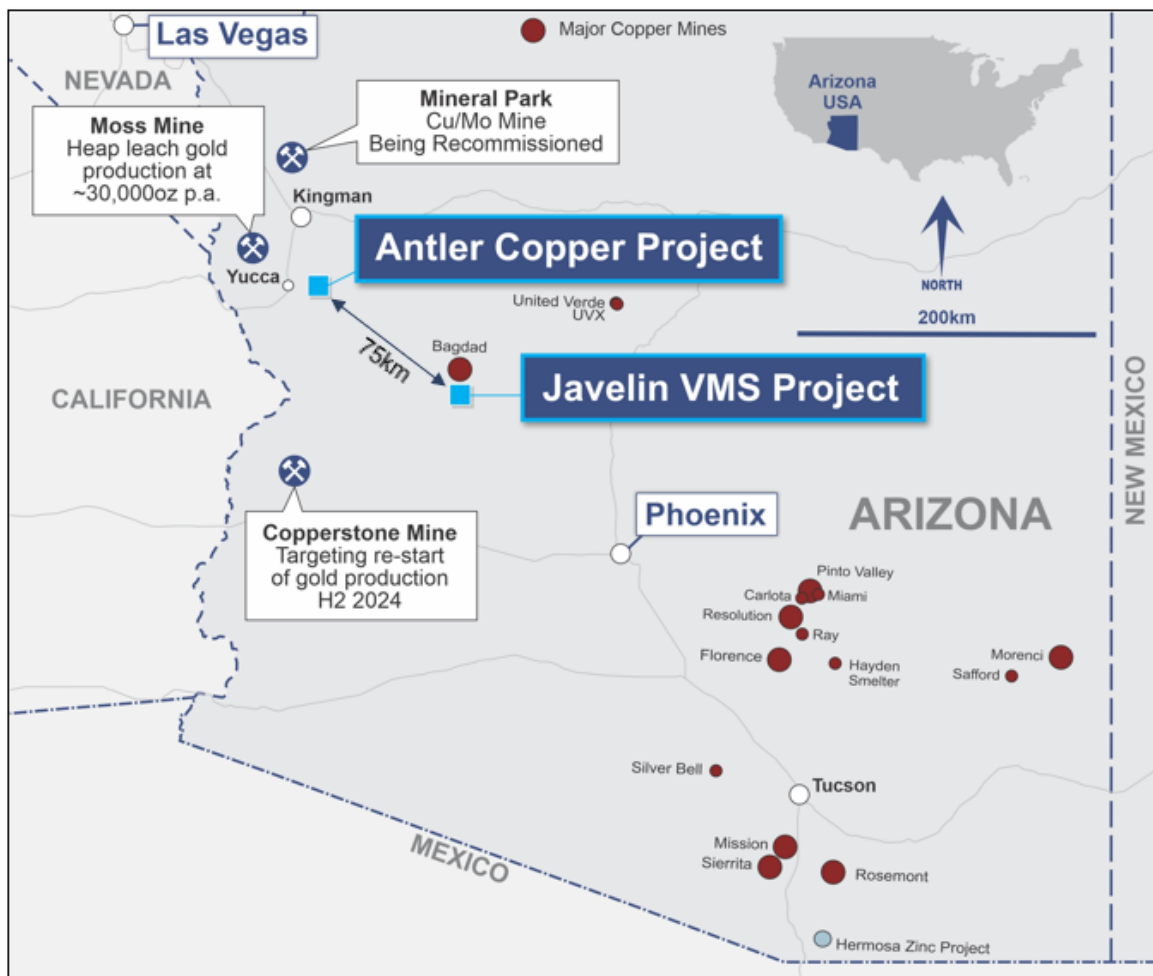 Las Vegas
Major Copper Mines
NEVADA
Arizona
USA
Mineral Park
Cu/Mo Mine
Being Recommissioned
Moss Mine
Heap leach gold
production at
~30,000oz p.a.
Kingman
Antler Copper Project
Yucca
NORTH
200km
United Verde
UVX
75km
Bagdad
Javelin VMS Project
CALIFORNIA
NEW MEXICO
Copperstone Mine
Targeting re-start
of gold production
H2 2024
Phoenix
ARIZONA
Pinto Valley
Carlota
Miami
Resolution
Ray
Florence
Hayden
Smelter
Morenci
Safford
Silver Bell
Tucson
Mission
Sierrita
Rosemont
MEXICO
Hermosa Zinc Project